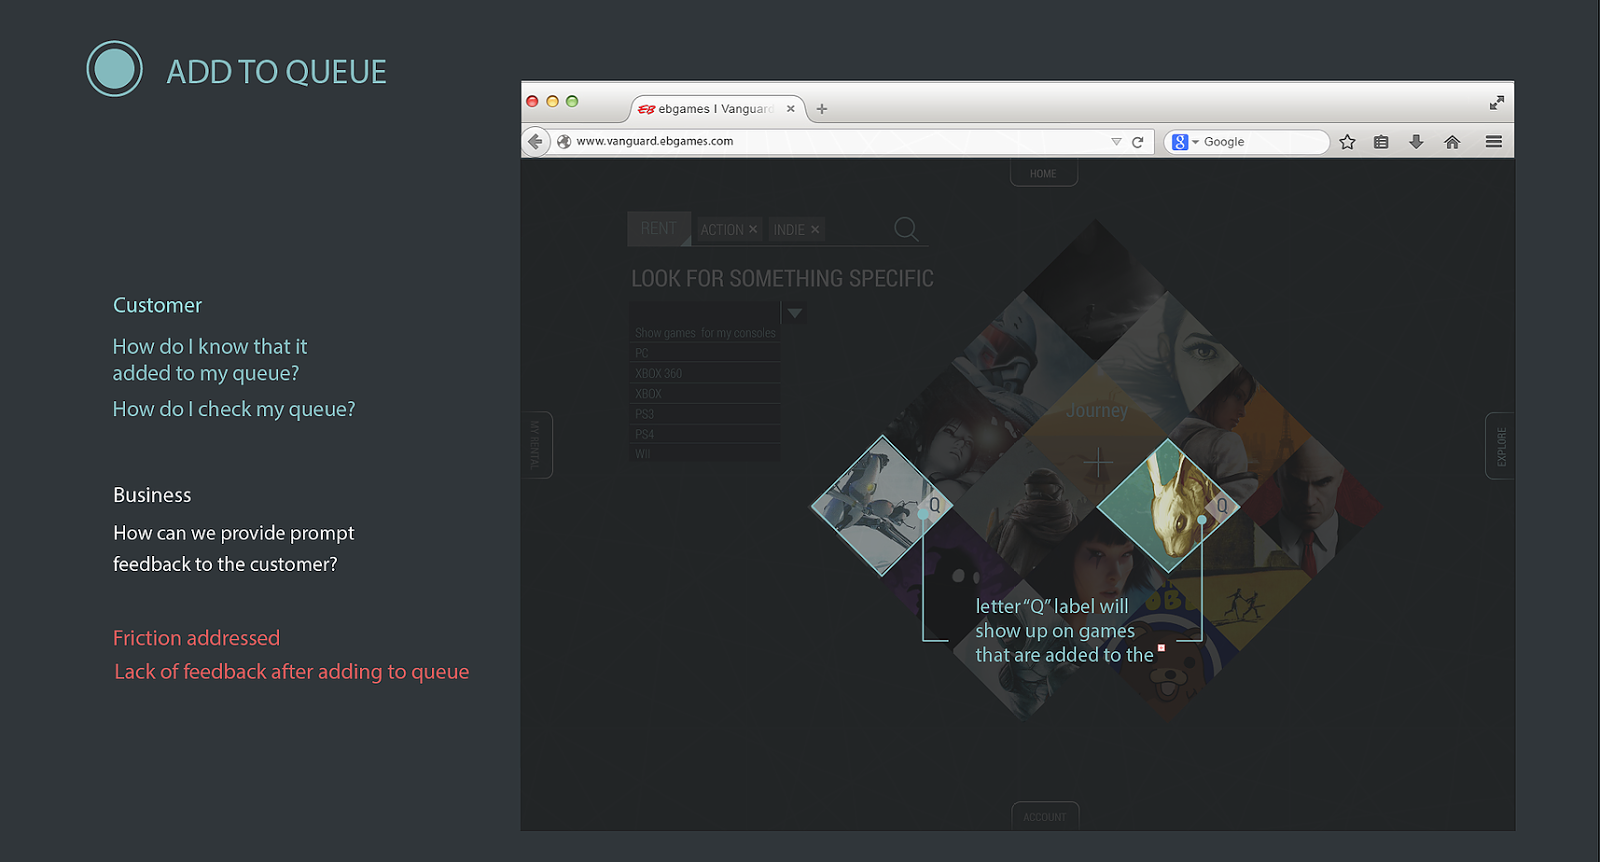 ADD TO QUEUE
Customer
How do I know that it
added to my queue?
How do I check my queue?
Business
How can we provide prompt
feedback to the customer?
Friction addressed
Lack of feedback after adding to queue
EB ebgames I Vanguard
www.vanguard.ebgames.com
8 Google
HOME
RENT ACTION × INDIE ×
LOOK FOR SOMETHING SPECIFIC
Show games for my consoles
PC
XBOX 360
XBOX
PS3
PS4
WII
MY RENTAL
Journey
Q
Q
EXPLORE
letter “Q” label will
show up on games
that are added to the
ACCOUNT